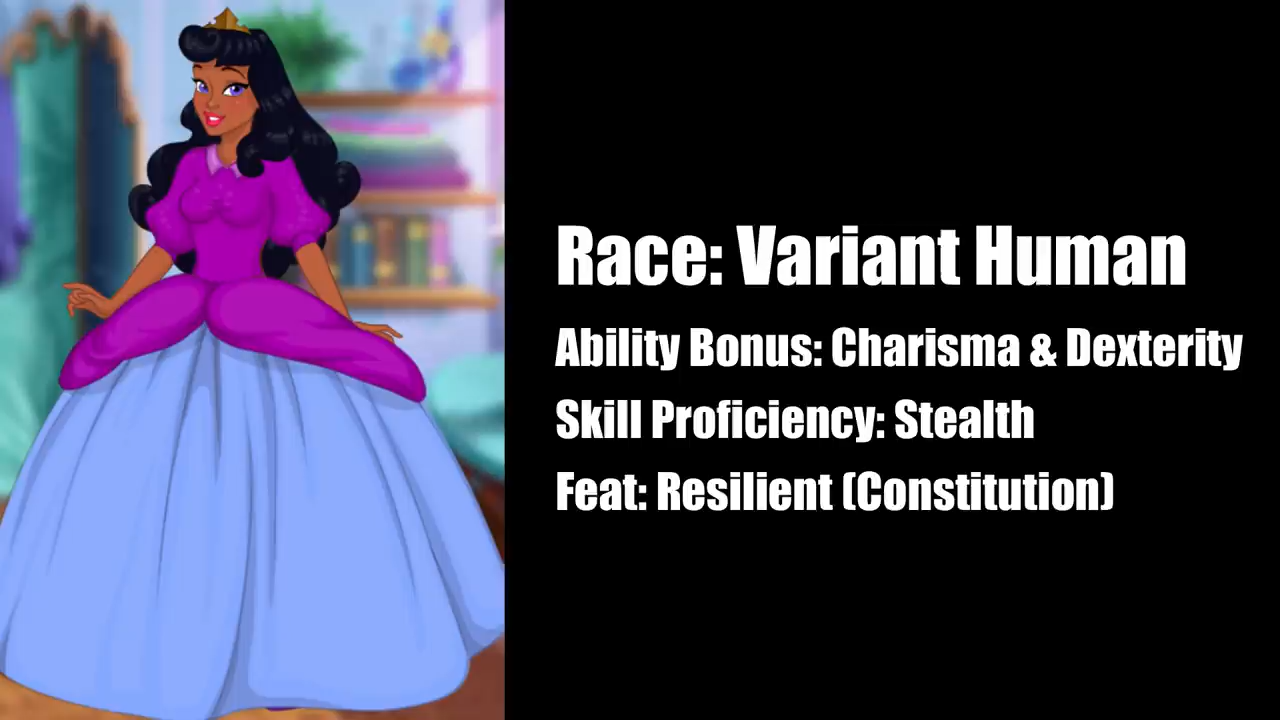 Race: Variant Human
Ability Bonus: Charisma & Dexterity
Skill Proficiency: Stealth
Feat: Resilient (Constitution)